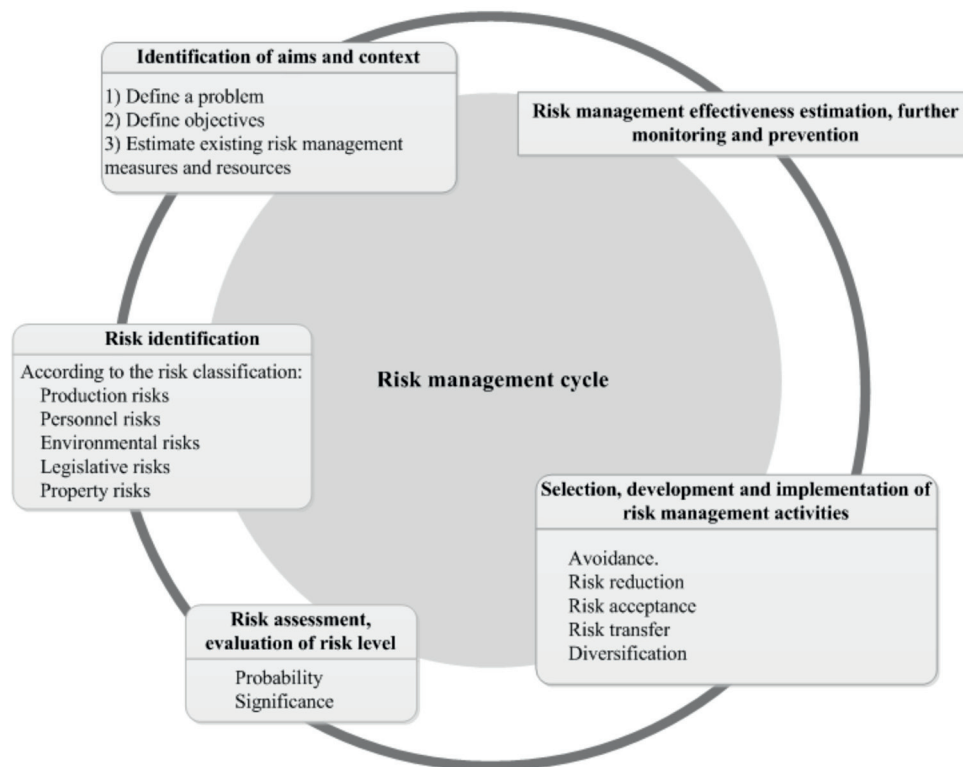 Identification of aims and context
1) Define a problem
2) Define objectives
3) Estimate existing risk management
measures and resources
Risk management effectiveness estimation, further
monitoring and prevention
Risk identification
According to the risk classification:
Production risks
Personnel risks
Environmental risks
Legislative risks
Property risks
Risk management cycle
Selection, development and implementation of
risk management activities
Avoidance.
Risk reduction
Risk acceptance
Risk transfer
Diversification
Risk assessment,
evaluation of risk level
Probability
Significance